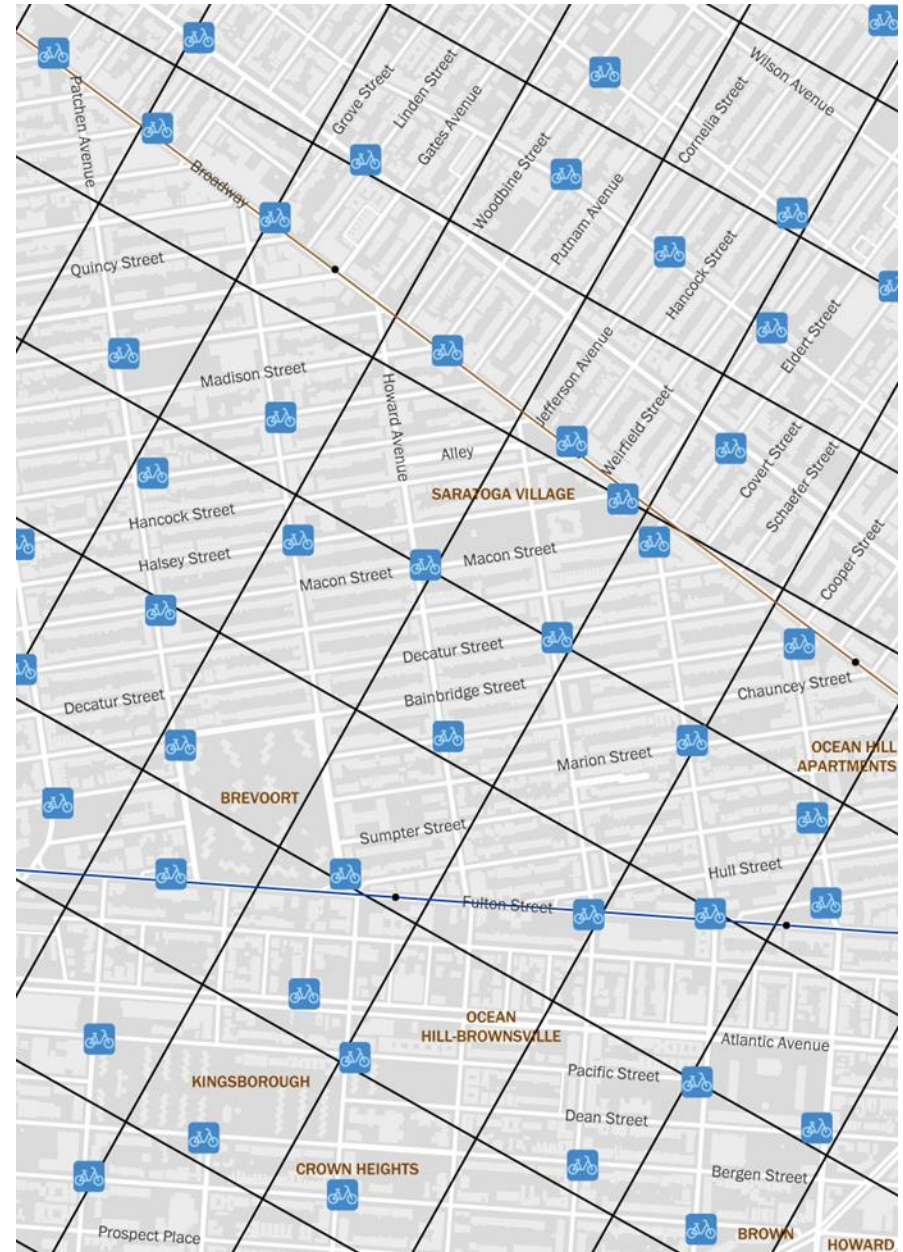 Wilson Avenue
Patchen Avenue
Grove Street
Linden Street
Gates Avenue
Cornelia Street
Broadway
Woodbine Street
Putnam Avenue
Quincy Street
Hancock Street
Eldert Street
Madison Street
Howard Avenue
Jefferson Avenue
Weirfield Street
Alley
Covert Street
Schaefer Street
SARATOGA VILLAGE
Hancock Street
Halsey Street
Macon Street
Macon Street
Cooper Street
Decatur Street
Bainbridge Street
Decatur Street
Chauncey Street
Marion Street
OCEAN HILL
APARTMENTS
BREVOORT
Sumpter Street
Hull Street
Fulton Street
OCEAN
HILL-BROWNSVILLE
Atlantic Avenue
KINGSBOROUGH
Pacific Street
Dean Street
CROWN HEIGHTS
Bergen Street
Prospect Place
BROWN
HOWARD